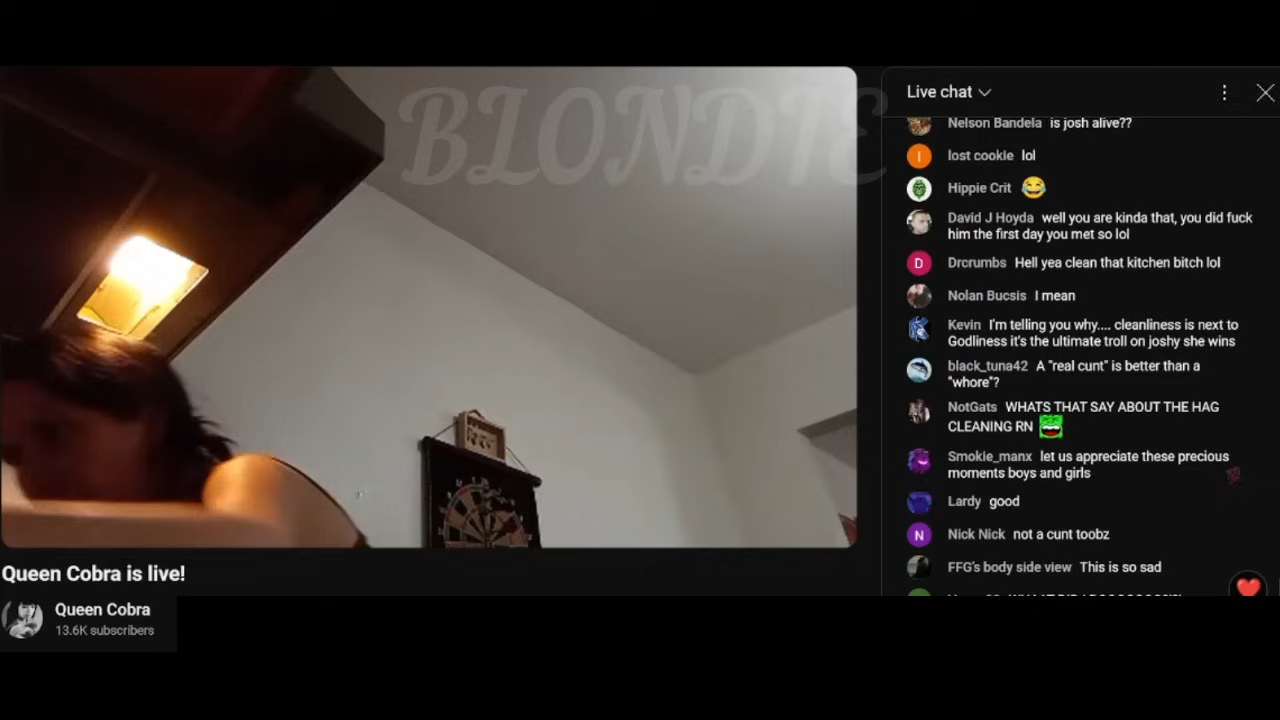 BLONDIE
Live chat
Nelson Bandela is josh alive??
lost cookie lol
Hippie Crit
David J Hoyda well you are kinda that, you did fuck
him the first day you met so lol
Drcrumbs Hell yea clean that kitchen bitch lol
Nolan Bucsis I mean
Kevin I'm telling you why.... cleanliness is next to
Godliness it's the ultimate troll on joshy she wins
black_tuna42 A "real cunt" is better than a
"whore"?
NotGats WHATS THAT SAY ABOUT THE HAG
CLEANING RN
Smokie_manx let us appreciate these precious
moments boys and girls
Lardy good
Nick Nick not a cunt toobz
FFG's body side view This is so sad
Queen Cobra is live!
Queen Cobra
13.6K subscribers